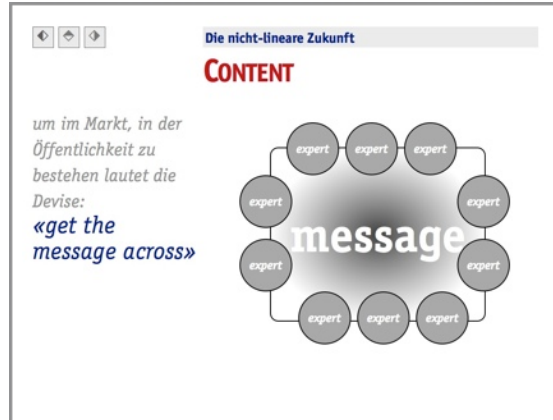 Die nicht-lineare Zukunft
CONTENT
um im Markt, in der
Öffentlichkeit zu
bestehen lautet die
Devise:
«get the
message across»
expert expert expert
expert expert
message
expert expert
expert expert expert